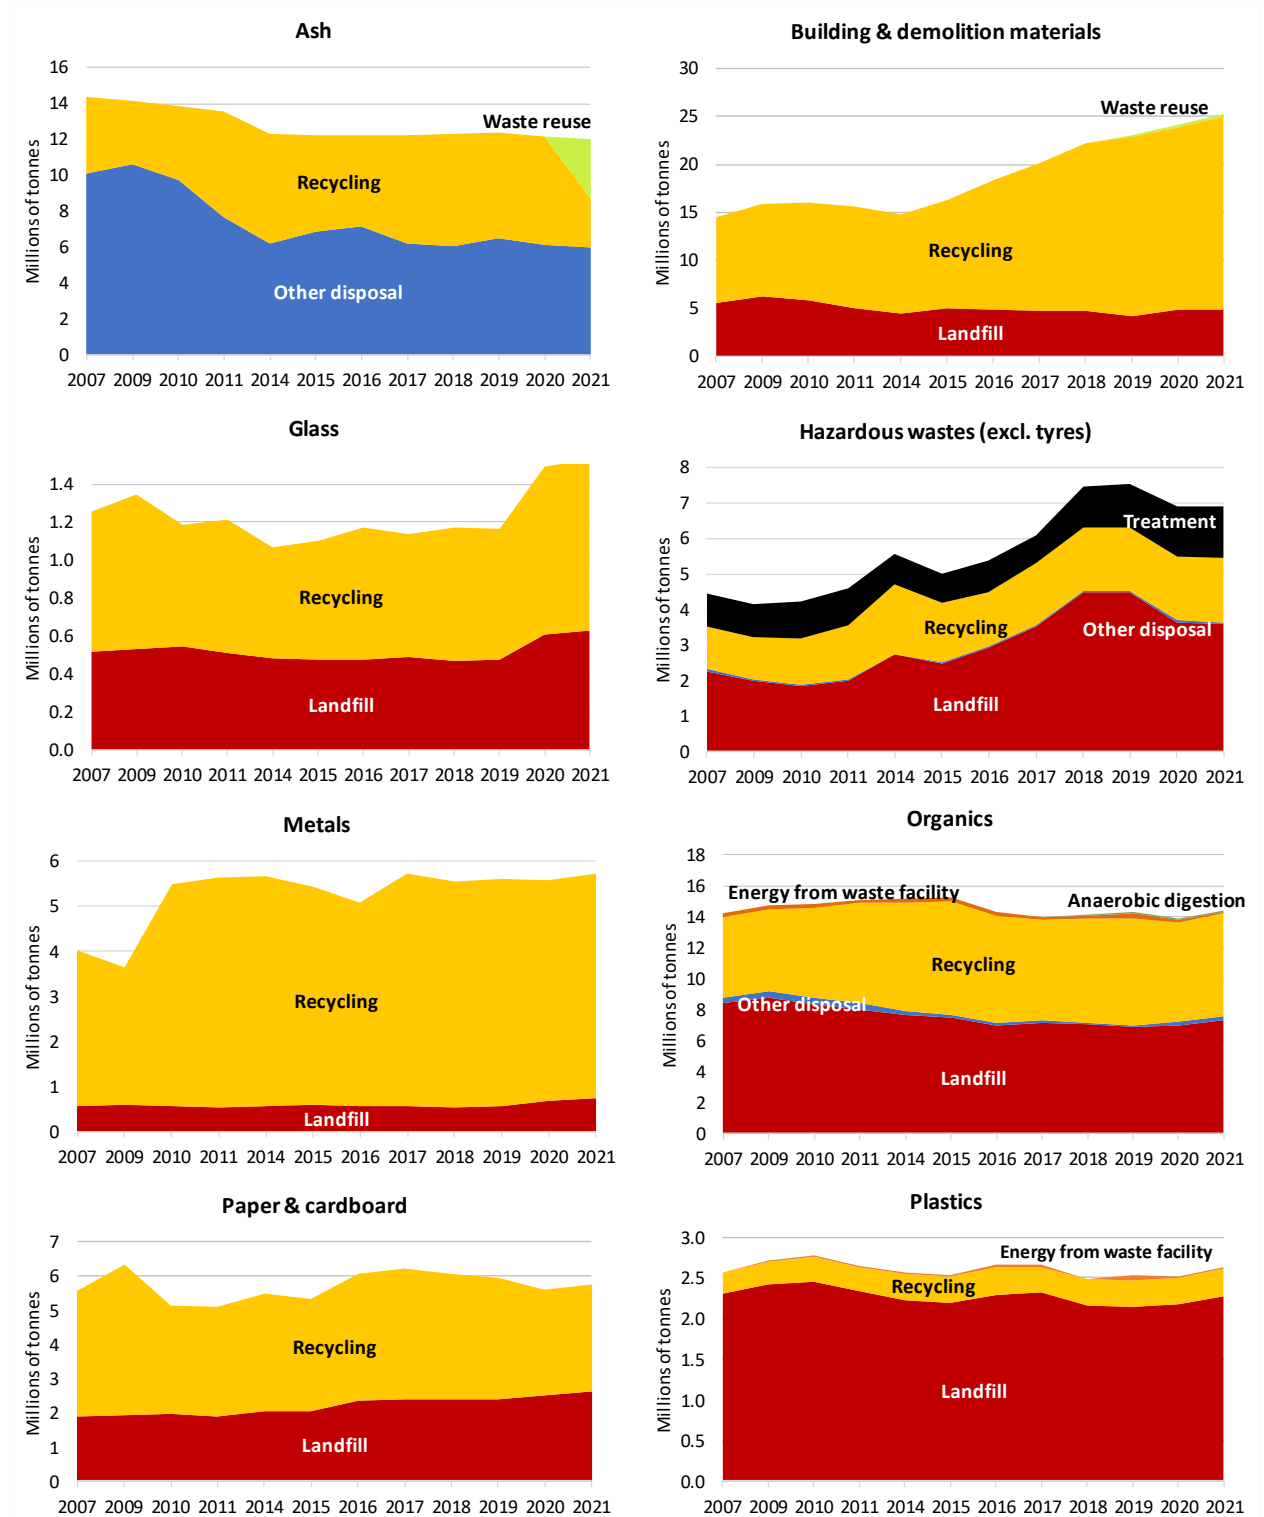 Ash
Millions of tonnes
16
14
12
10
8
6
4
2
0
Waste reuse
Recycling
Other disposal
2007 2009 2010 2011 2014 2015 2016 2017 2018 2019 2020 2021
Building & demolition materials
Millions of tonnes
30
25
20
15
10
5
0
Waste reuse
Recycling
Landfill
2007 2009 2010 2011 2014 2015 2016 2017 2018 2019 2020 2021
Glass
Millions of tonnes
1.4
1.2
1.0
0.8
0.6
0.4
0.2
0.0
Recycling
Landfill
2007 2009 2010 2011 2014 2015 2016 2017 2018 2019 2020 2021
Hazardous wastes (excl. tyres)
Millions of tonnes
8
7
6
5
4
3
2
1
0
Treatment
Recycling
Other disposal
Landfill
2007 2009 2010 2011 2014 2015 2016 2017 2018 2019 2020 2021
Metals
Millions of tonnes
6
5
4
3
2
1
0
Recycling
Landfill
2007 2009 2010 2011 2014 2015 2016 2017 2018 2019 2020 2021
Organics
Millions of tonnes
18
16
14
12
10
8
6
4
2
0
Energy from waste facility
Anaerobic digestion
Recycling
Other disposal
Landfill
2007 2009 2010 2011 2014 2015 2016 2017 2018 2019 2020 2021
Paper & cardboard
Millions of tonnes
7
6
5
4
3
2
1
0
Recycling
Landfill
2007 2009 2010 2011 2014 2015 2016 2017 2018 2019 2020 2021
Plastics
Millions of tonnes
3.0
2.5
2.0
1.5
1.0
0.5
0.0
Energy from waste facility
Recycling
Landfill
2007 2009 2010 2011 2014 2015 2016 2017 2018 2019 2020 2021